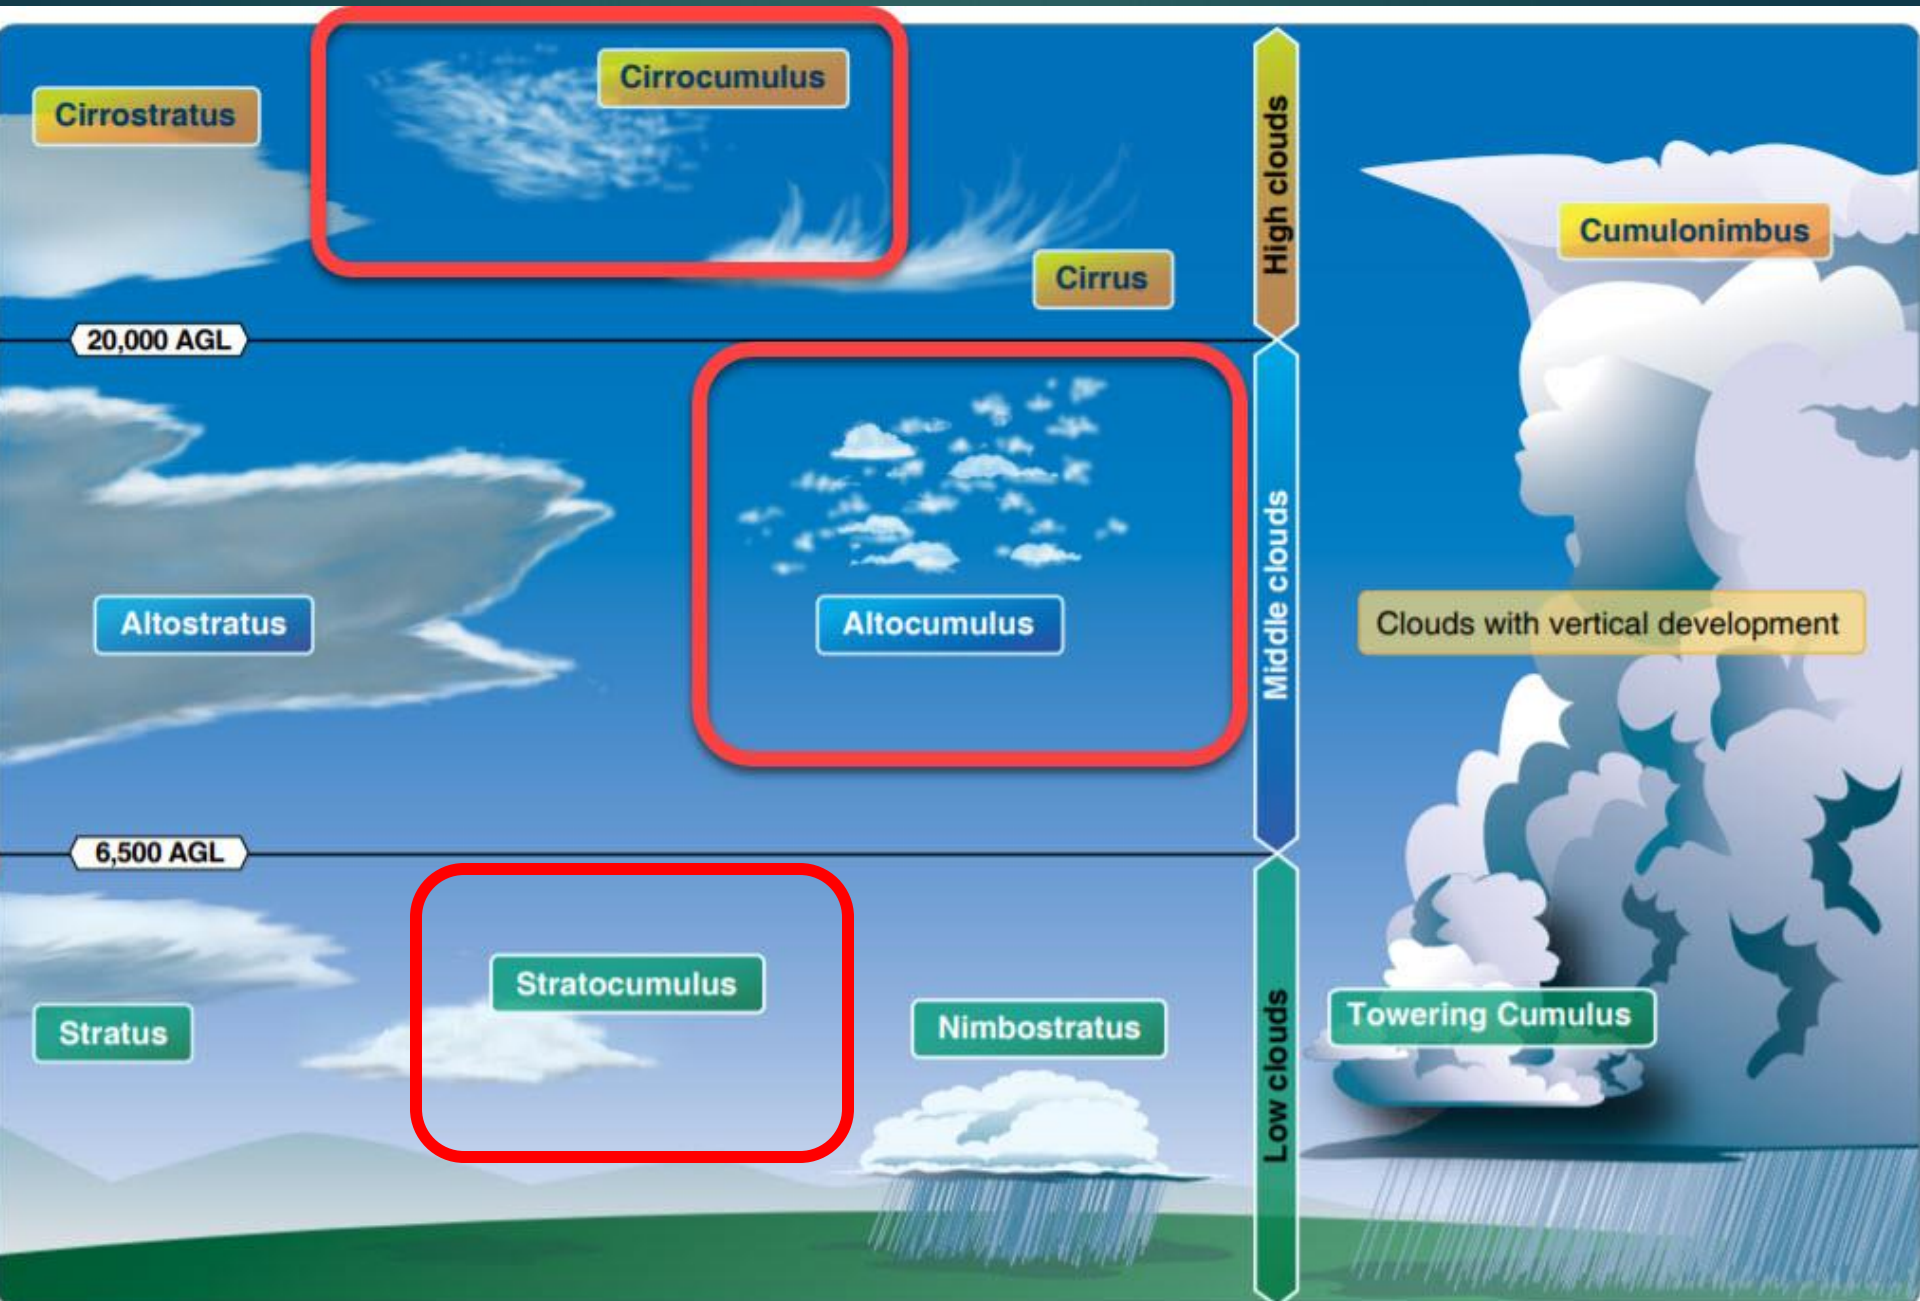 Cirrocumulus
Cirrostratus
Cirrus
High clouds
Cumulonimbus
20,000 AGL
Altostratus
Altocumulus
Middle clouds
Clouds with vertical development
6,500 AGL
Stratocumulus
Stratus
Nimbostratus
Low clouds
Towering Cumulus